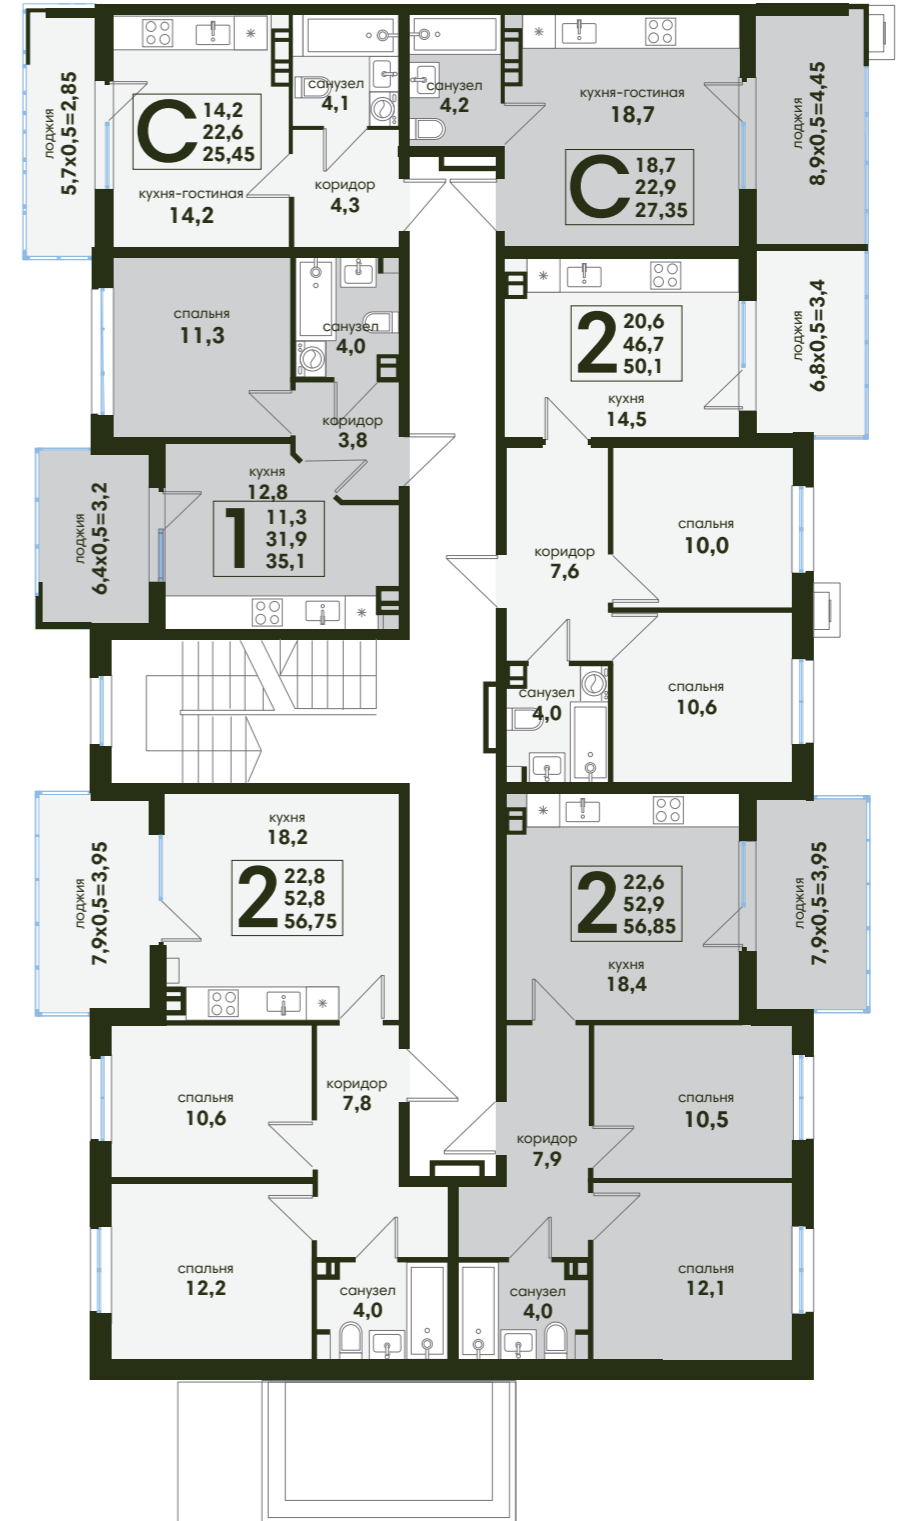 лоджия
5,7х0,5=2,85
С
14,2
22,6
25,45
кухня-гостиная
14,2
санузел
4,1
коридор
4,3
санузел
4,2
кухня-гостиная
18,7
С
18,7
22,9
27,35
лоджия
8,9х0,5=4,45
спальня
11,3
санузел
4,0
коридор
3,8
2
20,6
46,7
50,1
кухня
14,5
лоджия
6,8х0,5=3,4
лоджия
6,4х0,5=3,2
кухня
12,8
1
11,3
31,9
35,1
коридор
7,6
спальня
10,0
спальня
10,6
санузел
4,0
лоджия
7,9х0,5=3,95
кухня
18,2
2
22,8
52,8
56,75
2
22,6
52,9
56,85
кухня
18,4
лоджия
7,9х0,5=3,95
спальня
10,6
коридор
7,8
коридор
7,9
спальня
10,5
спальня
12,2
санузел
4,0
санузел
4,0
спальня
12,1